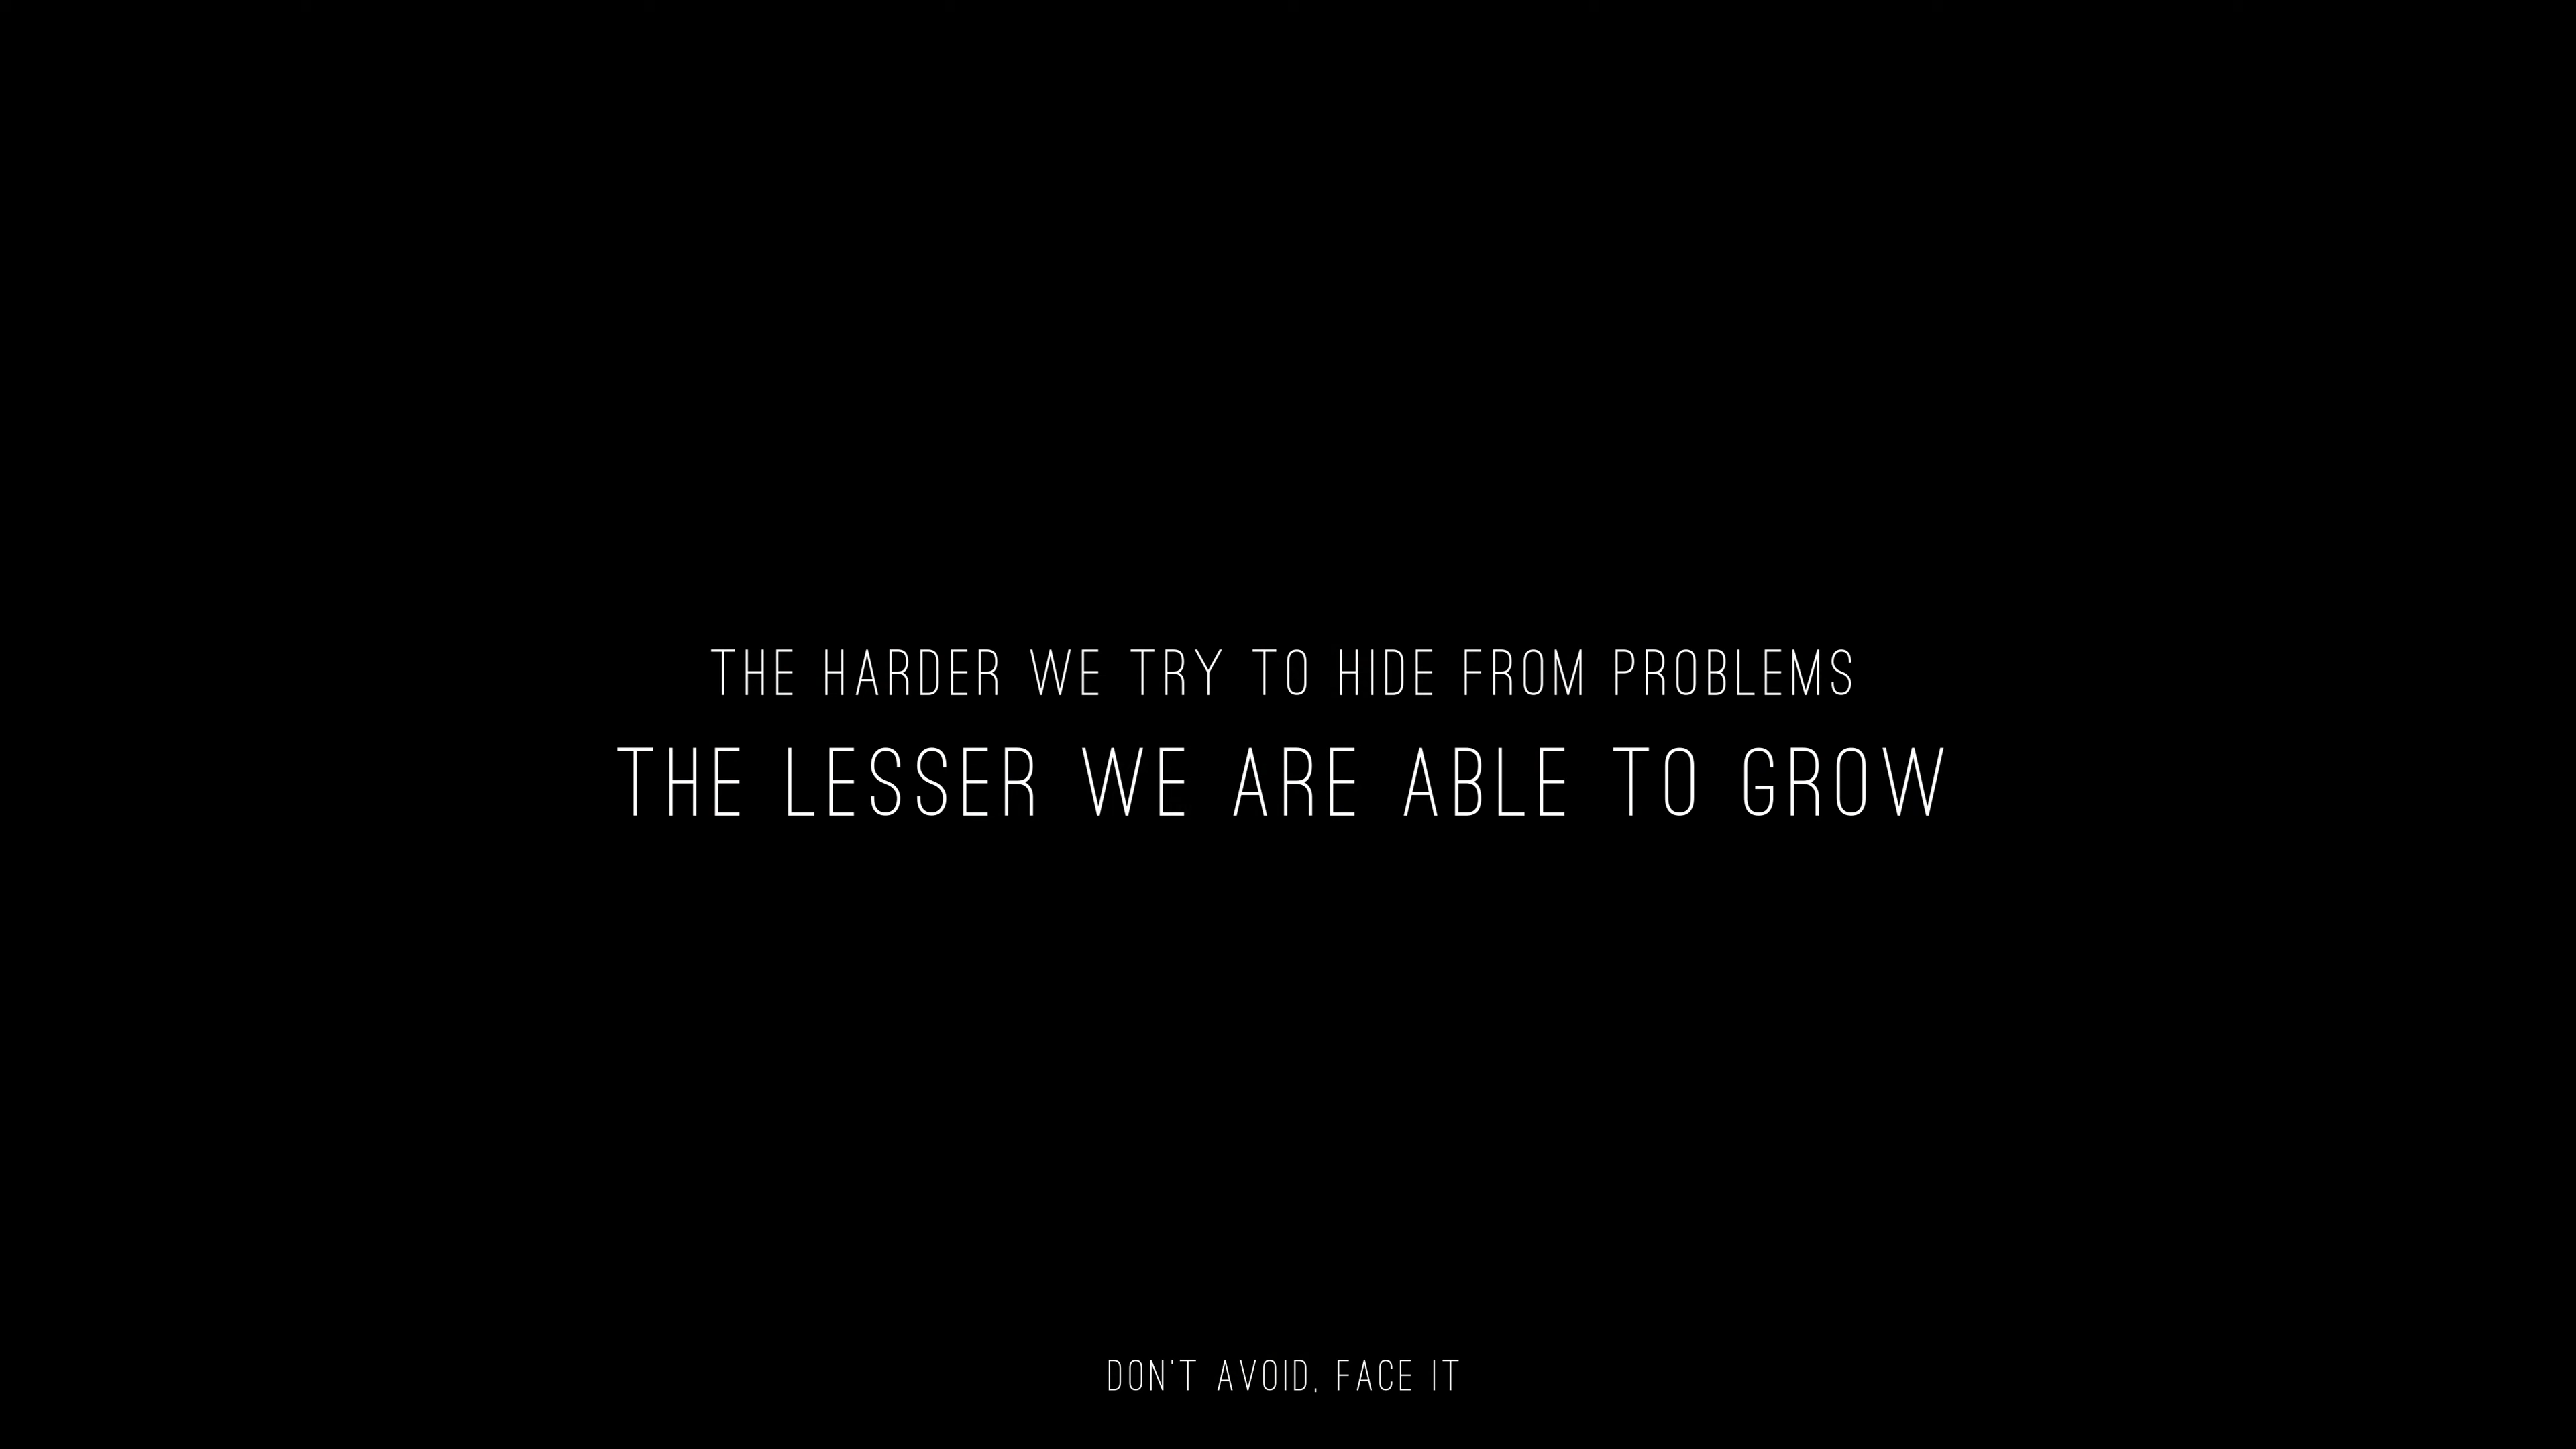 THE HARDER WE TRY TO HIDE FROM PROBLEMS
THE LESSER WE ARE ABLE TO GROW
DON'T AVOID, FACE IT